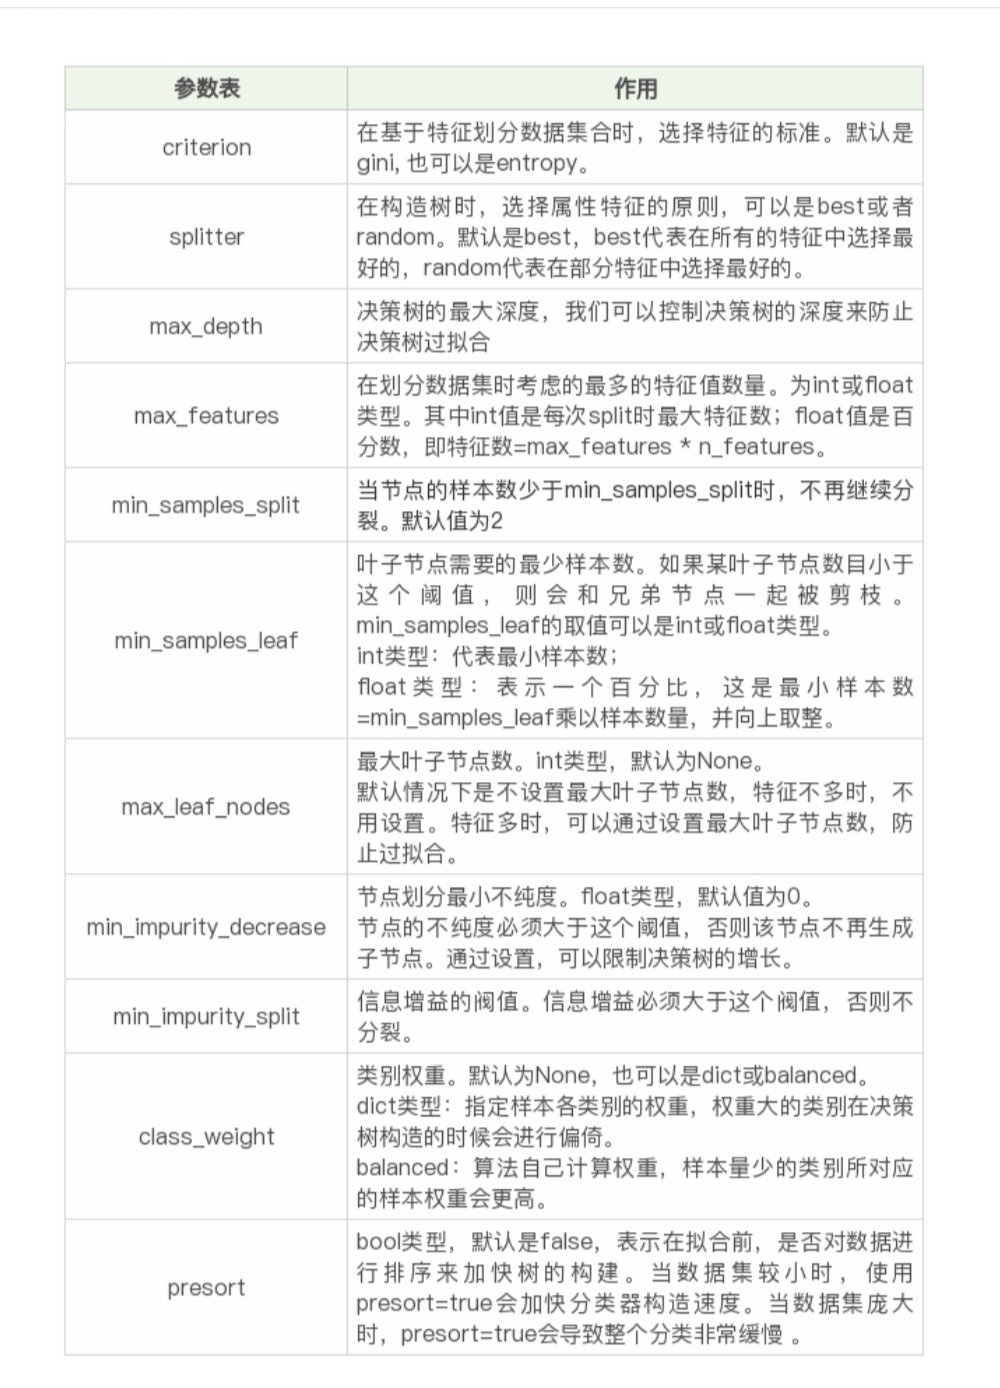 参数表 作用
criterion
在基于特征划分数据集合时，选择特征的标准。默认是
gini, 也可以是entropy。
splitter
在构造树时，选择属性特征的原则，可以是best或者
random。默认是best，best代表在所有的特征中选择最
好的，random代表在部分特征中选择最好的。
max_depth
决策树的最大深度，我们可以控制决策树的深度来防止
决策树过拟合
max_features
在划分数据集时考虑的最多的特征值数量。为int或float
类型。其中int值是每次split时最大特征数；float值是百
分数，即特征数=max_features * n_features。
min_samples_split
当节点的样本数少于min_samples_split时，不再继续分
裂。默认值为2
min_samples_leaf
叶子节点需要的最少样本数。如果某叶子节点数目小于
这个阈值，则会和兄弟节点一起被剪枝。
min_samples_leaf的取值可以是int或float类型。
int类型：代表最小样本数；
float类型：表示一个百分比，这是最小样本数
=min_samples_leaf乘以样本数量，并向上取整。
max_leaf_nodes
最大叶子节点数。int类型，默认为None。
默认情况下是不设置最大叶子节点数，特征不多时，不
用设置。特征多时，可以通过设置最大叶子节点数，防
止过拟合。
min_impurity_decrease
节点划分最小不纯度。float类型，默认值为0。
节点的不纯度必须大于这个阈值，否则该节点不再生成
子节点。通过设置，可以限制决策树的增长。
min_impurity_split
信息增益的阀值。信息增益必须大于这个阀值，否则不
分裂。
class_weight
类别权重。默认为None，也可以是dict或balanced。
dict类型：指定样本各类别的权重，权重大的类别在决策
树构造的时候会进行偏倚。
balanced：算法自己计算权重，样本量少的类别所对应
的样本权重会更高。
presort
bool类型，默认是false，表示在拟合前，是否对数据进
行排序来加快树的构建。当数据集较小时，使用
presort=true会加快分类器构造速度。当数据集庞大
时，presort=true会导致整个分类非常缓慢 。